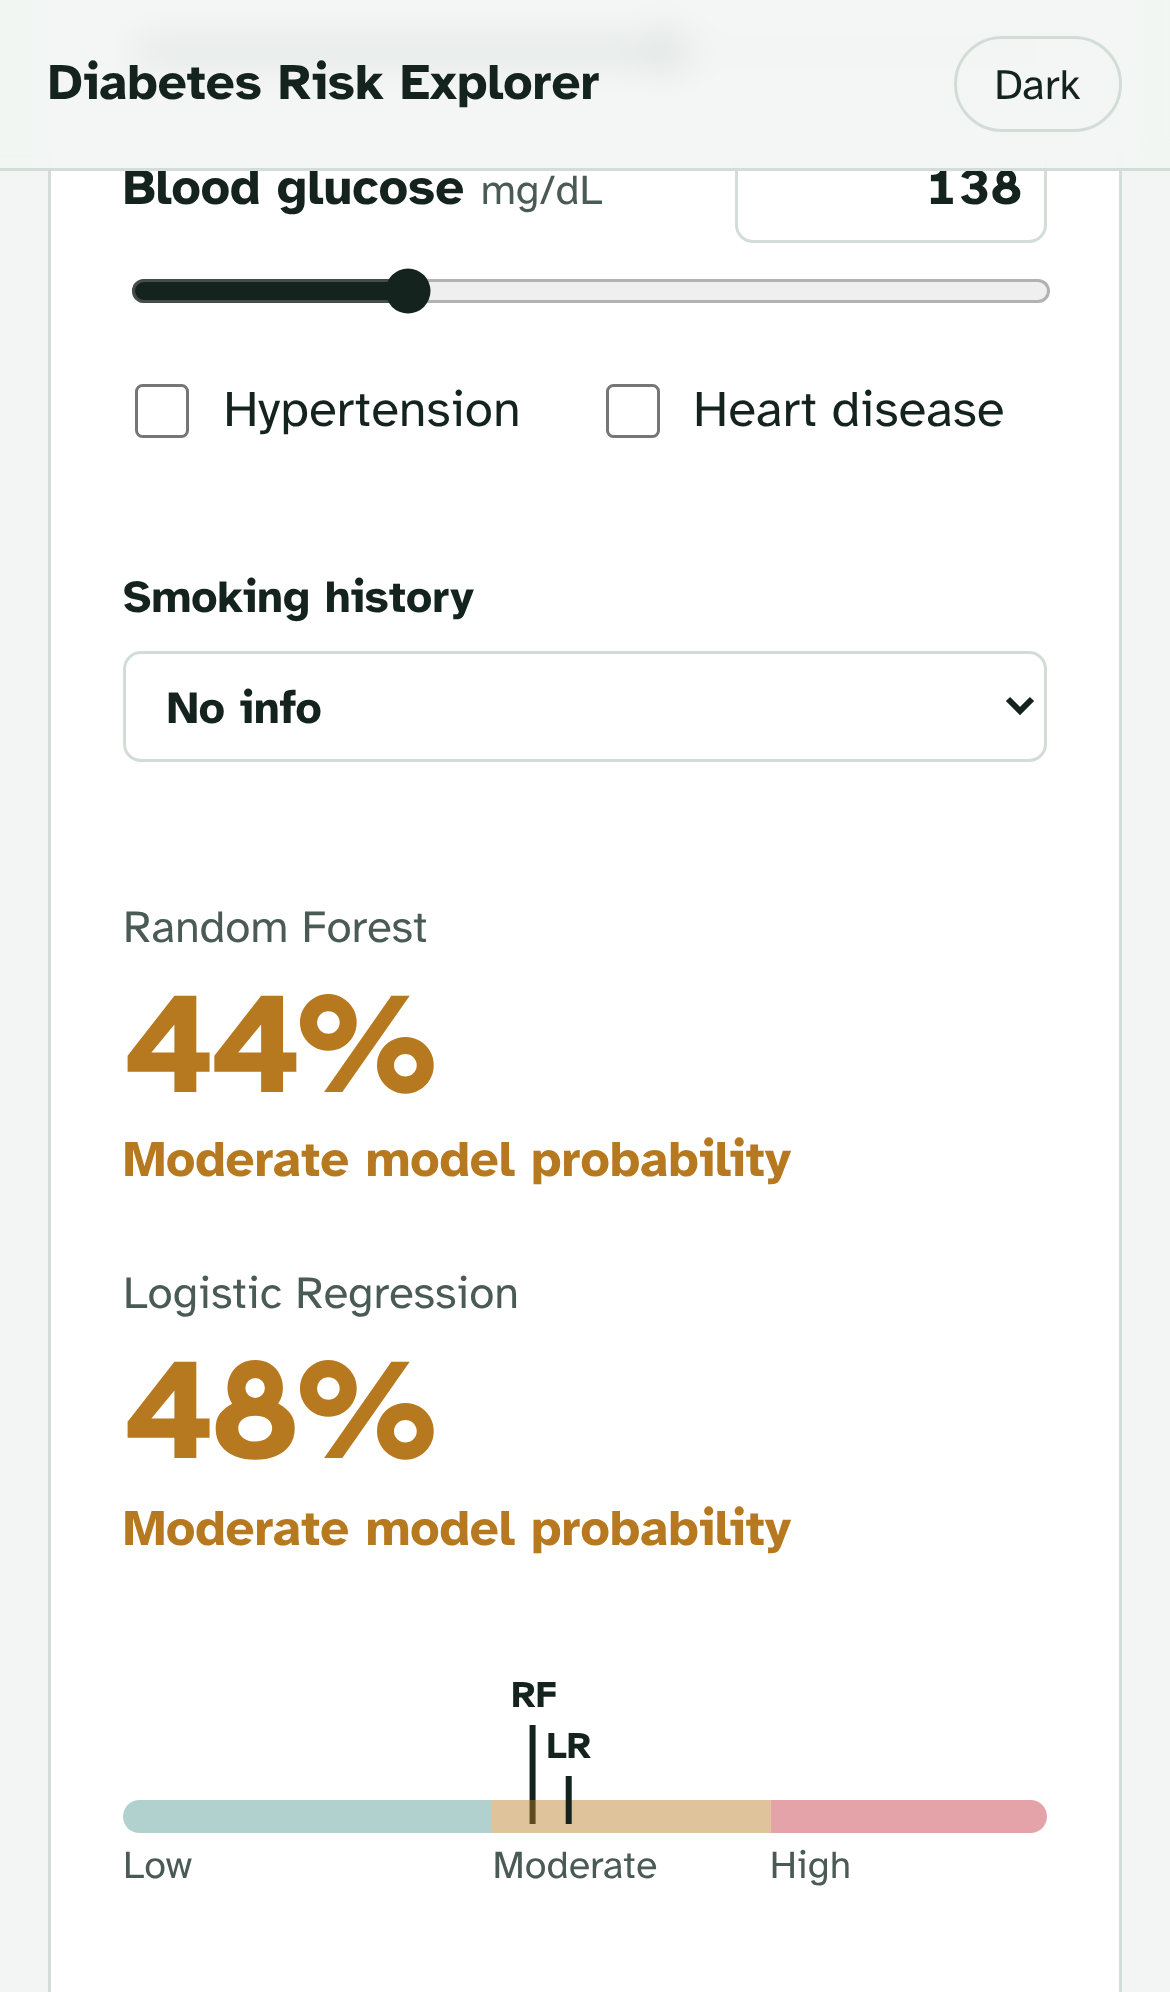 Diabetes Risk Explorer
Dark
Blood glucose mg/dL
138
Hypertension
Heart disease
Smoking history
No info
Random Forest
44%
Moderate model probability
Logistic Regression
48%
Moderate model probability
RF
LR
Low
Moderate
High